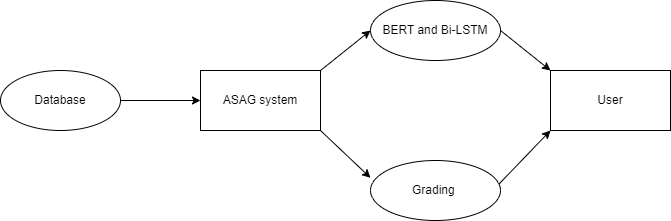 BERT and Bi-LSTM
Database
ASAG system
User
Grading